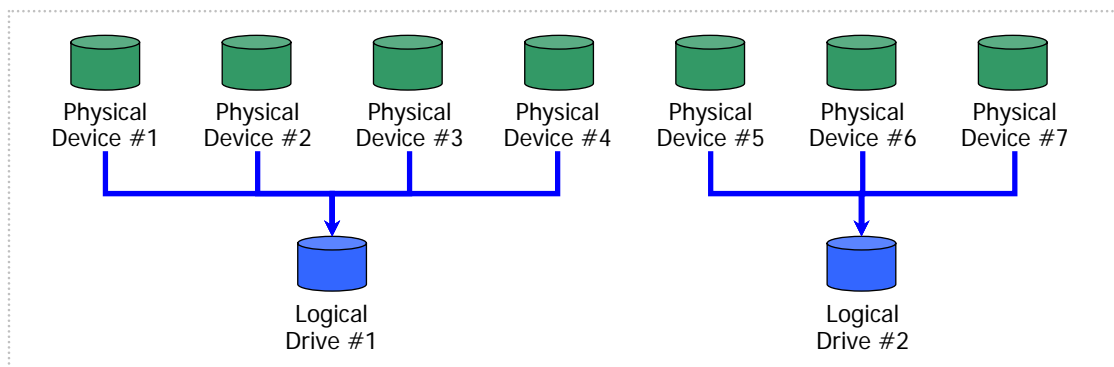 Physical
Device #1
Physical
Device #2
Physical
Device #3
Physical
Device #4
Physical
Device #5
Physical
Device #6
Physical
Device #7
Logical
Drive #1
Logical
Drive #2